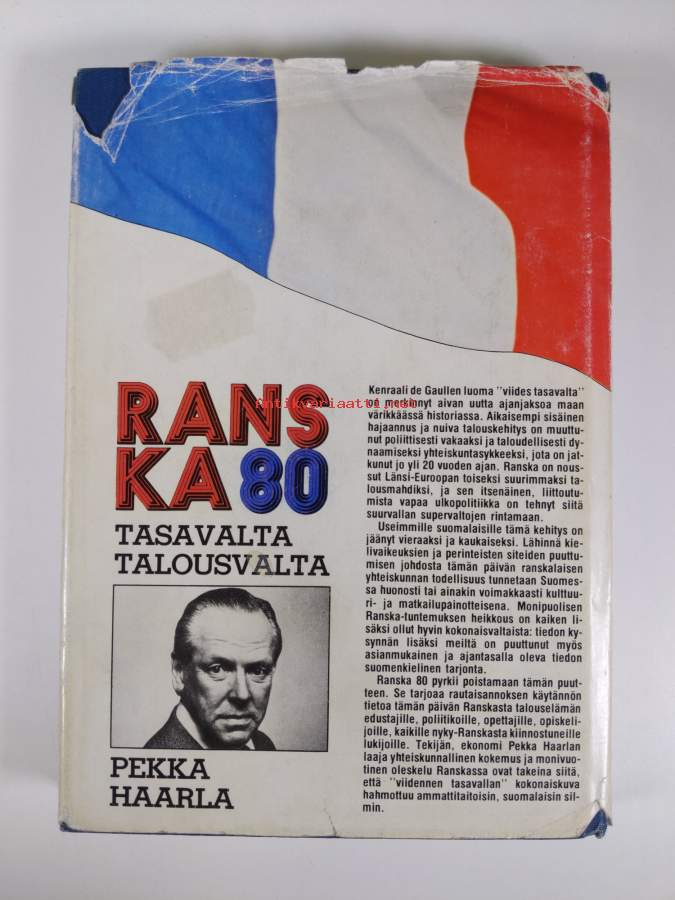 RANS
KA 80
TASAVALTA
TALOUSVALTA
PEKKA
HAARLA
Kenraali de Gaullen luoma "viides tasavalta"
on merkinnyt aivan uutta ajanjaksoa maan
värikkäässä historiassa. Aikaisempi sisäinen
hajaannus ja nuiva talouskehitys on muuttu-
nut poliittisesti vakaaksi ja taloudellisesti dy-
naamiseksi yhteiskuntasykkeeksi, jota on jat-
kunut jo yli 20 vuoden ajan. Ranska on nous-
sut Länsi-Euroopan toiseksi suurimmaksi ta-
lousmahdiksi, ja sen itsenäinen, liittoutu-
mista vapaa ulkopolitiikka on tehnyt siitä
suurvallan supervaltojen rintamaan.
Useimmille suomalaisille tämä kehitys on
jäänyt vieraaksi ja kaukaiseksi. Lähinnä kie-
livaikeuksien ja perinteisten siteiden puuttu-
misen johdosta tämän päivän ranskalaisen
yhteiskunnan todellisuus tunnetaan Suomes-
sa huonosti tai ainakin voimakkaasti kulttuu-
ri- ja matkailupainotteisena. Monipuolisen
Ranska-tuntemuksen heikkous on kaiken li-
säksi ollut hyvin kokonaisvaltaista: tiedon ky-
synnän lisäksi meiltä on puuttunut myös
asianmukainen ja ajantasalla oleva tiedon
suomenkielinen tarjonta.
Ranska 80 pyrkii poistamaan tämän puut-
teen. Se tarjoaa rautaisannoksen käytännön
tietoa tämän päivän Ranskasta talouselämän
edustajille, poliitikoille, opettajille, opiskeli-
joille, kaikille nyky-Ranskasta kiinnostuneille
lukijoille. Tekijän, ekonomi Pekka Haarlan
laaja yhteiskunnallinen kokemus ja monivuo-
tinen oleskelu Ranskassa ovat takeina siitä,
että "viidennen tasavallan" kokonaiskuva
hahmottuu ammattitaitoisin, suomalaisin sil-
min.
Antikvariaatti.net